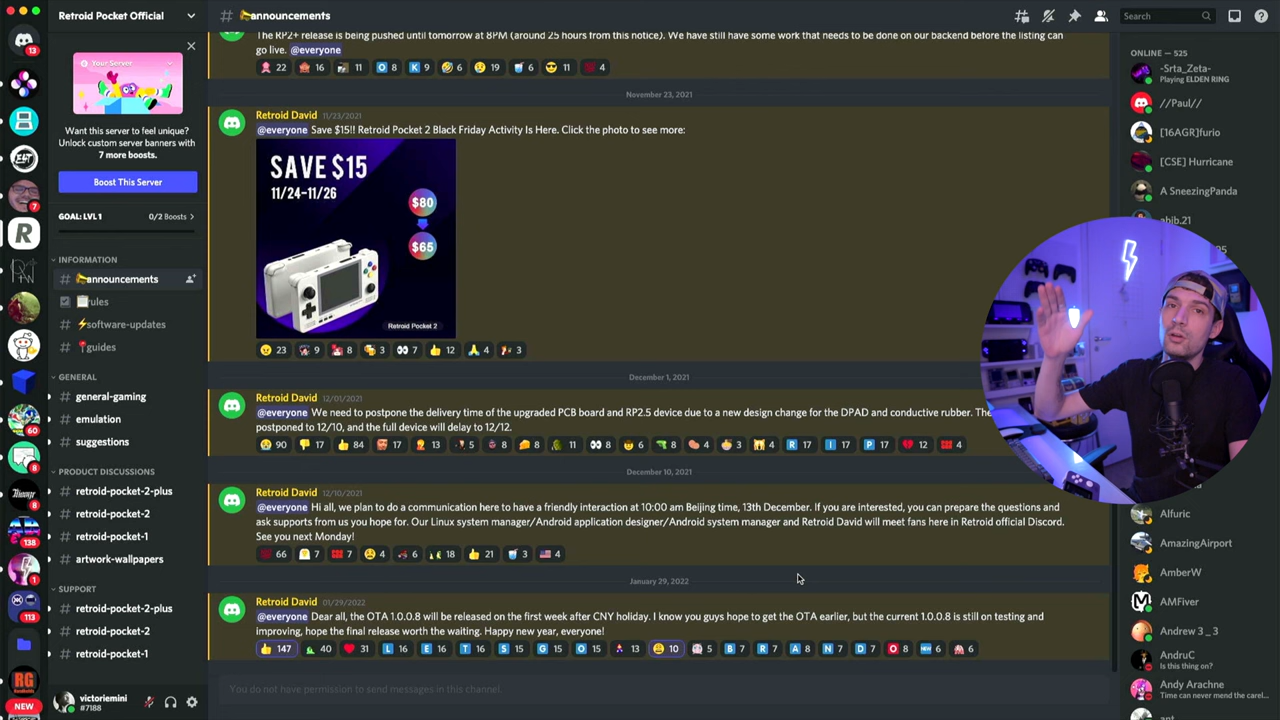 Retroid Pocket Official
announcements
Search
13
Your Server
Want this server to feel unique?
Unlock custom server banners with
7 more boosts.
Boost This Server
GOAL: LVL 1 0/2 Boosts
INFORMATION
announcements
rules
software-updates
guides
GENERAL
general-gaming
emulation
suggestions
PRODUCT DISCUSSIONS
retroid-pocket-2-plus
retroid-pocket-2
retroid-pocket-1
artwork-wallpapers
SUPPORT
retroid-pocket-2-plus
retroid-pocket-2
retroid-pocket-1
victoriemini
#7188
7
R
60
8
8
138
1
113
RG
NEW
The RP2+ release is being pushed until tomorrow at 8PM (around 25 hours from this notice). We have still have some work that needs to be done on our backend before the listing
can go live. @everyone
22 16 11 O 8 K 9 6 19 6 11 4
November 23, 2021
Retroid David 11/23/2021
@everyone Save $15!! Retroid Pocket 2 Black Friday Activity Is Here. Click the photo to see more:
SAVE $15
11/24-11/26
$80
$65
Retroid Pocket 2
23 9 8 3 7 12 4 3
December 1, 2021
Retroid David 12/01/2021
@everyone We need to postpone the delivery time of the upgraded PCB board and RP2.5 device due to a new design change for the DPAD and conductive rubber. The
postponed to 12/10, and the full device will delay to 12/12.
90 17 84 17 13 5 8 8 11 8 6 8 4 3 4 R 17 I 17 P 17 12 4
December 10, 2021
Retroid David 12/10/2021
@everyone Hi all, we plan to do a communication here to have a friendly interaction at 10:00 am Beijing time, 13th December. If you are interested, you can prepare the questions and
ask supports from us you hope for. Our Linux system manager/Android application designer/Android system manager and Retroid David will meet fans here in Retroid official Discord.
See you next Monday!
66 7 7 4 6 18 21 3 4
January 29, 2022
Retroid David 01/29/2022
@everyone Dear all, the OTA 1.0.0.8 will be released on the first week after CNY holiday. I know you guys hope to get the OTA earlier, but the current 1.0.0.8 is still on testing and
improving, hope the final release worth the waiting. Happy new year, everyone!
147 40 31 L 16 E 16 T 16 S 15 G 15 O 15 13 10 5 B 7 R 7 A 8 N 7 D 7 O 8 NEW 6 6
You do not have permission to send messages in this channel.
ONLINE — 525
-Srta_Zeta-
Playing ELDEN RING
//Paul//
[16AGR]furio
[CSE] Hurricane
A SneezingPanda
abib.21
Alfuric
AmazingAirport
AmberW
AMFiver
Andrew 3 _ 3
AndruC
Is this thing on?
Andy Arachne
Time can never mend the carel...
ant